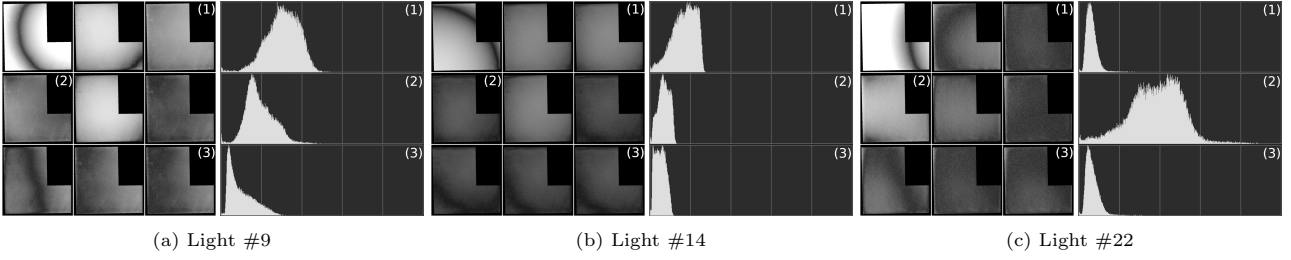 (1) (1) (1) (1) (1) (1)
(2) (2) (2) (2) (2) (2)
(3) (3) (3) (3) (3) (3)
(a) Light #9 (b) Light #14 (c) Light #22